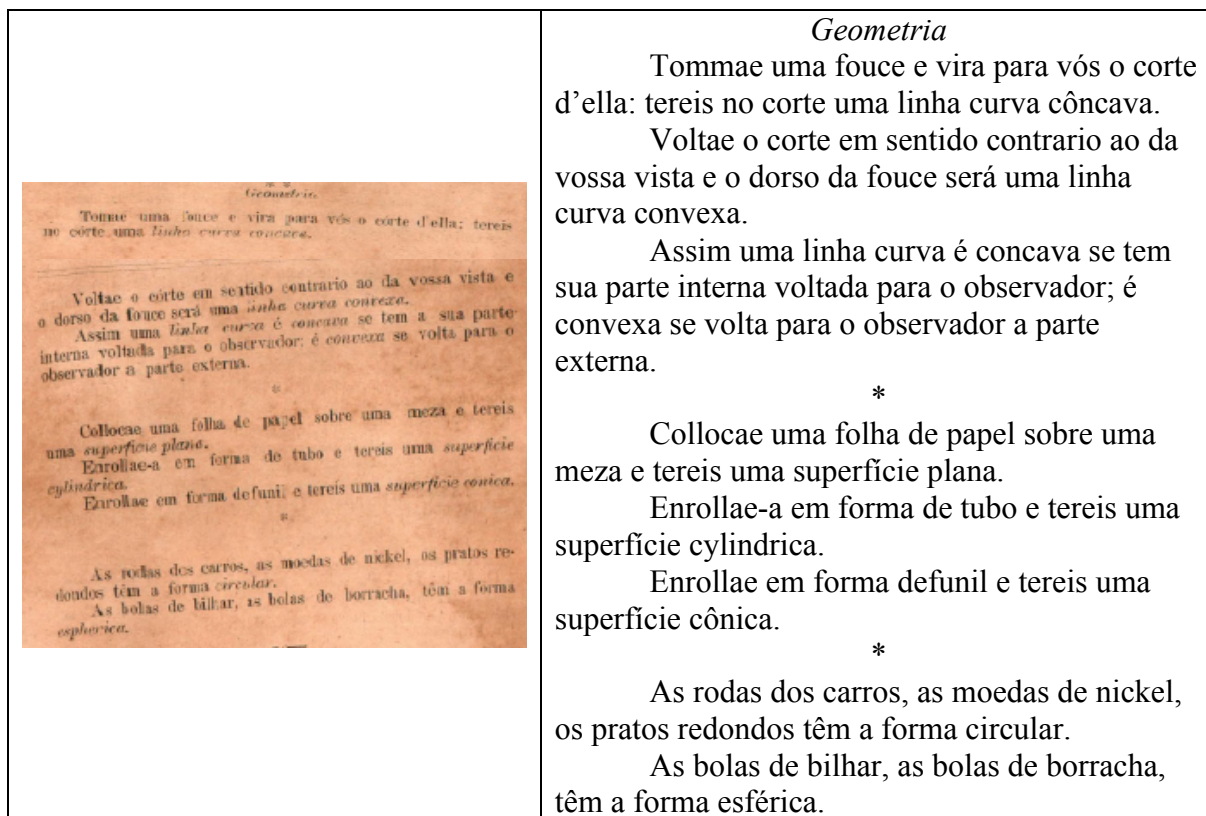 Geometria.
Tomae uma fouce e vira para vós o córte d'ella: tereis
no córte uma linha curva concava.
Voltae o córte em sentido contrario ao da vossa vista e
o dorso da fouce será uma linha curva convexa.
Assim uma linha curva é concava se tem a sua parte
interna voltada para o observador; é convexa se volta para o
observador a parte externa.
*
Collocae uma folha de papel sobre uma meza e tereis
uma superficie plana.
Enrollae-a em forma de tubo e tereis uma superficie
cylindrica.
Enrollae em forma defunil e tereis uma superficie conica.
*
As rodas dos carros, as moedas de nickel, os pratos re-
dondos têm a forma circular.
As bolas de bilhar, as bolas de borracha, têm a forma
espherica.
Geometria
Tommae uma fouce e vira para vós o corte
d’ella: tereis no corte uma linha curva côncava.
Voltae o corte em sentido contrario ao da
vossa vista e o dorso da fouce será uma linha
curva convexa.
Assim uma linha curva é concava se tem
sua parte interna voltada para o observador; é
convexa se volta para o observador a parte
externa.
*
Collocae uma folha de papel sobre uma
meza e tereis uma superfície plana.
Enrollae-a em forma de tubo e tereis uma
superfície cylindrica.
Enrollae em forma defunil e tereis uma
superfície cônica.
*
As rodas dos carros, as moedas de nickel,
os pratos redondos têm a forma circular.
As bolas de bilhar, as bolas de borracha,
têm a forma esférica.